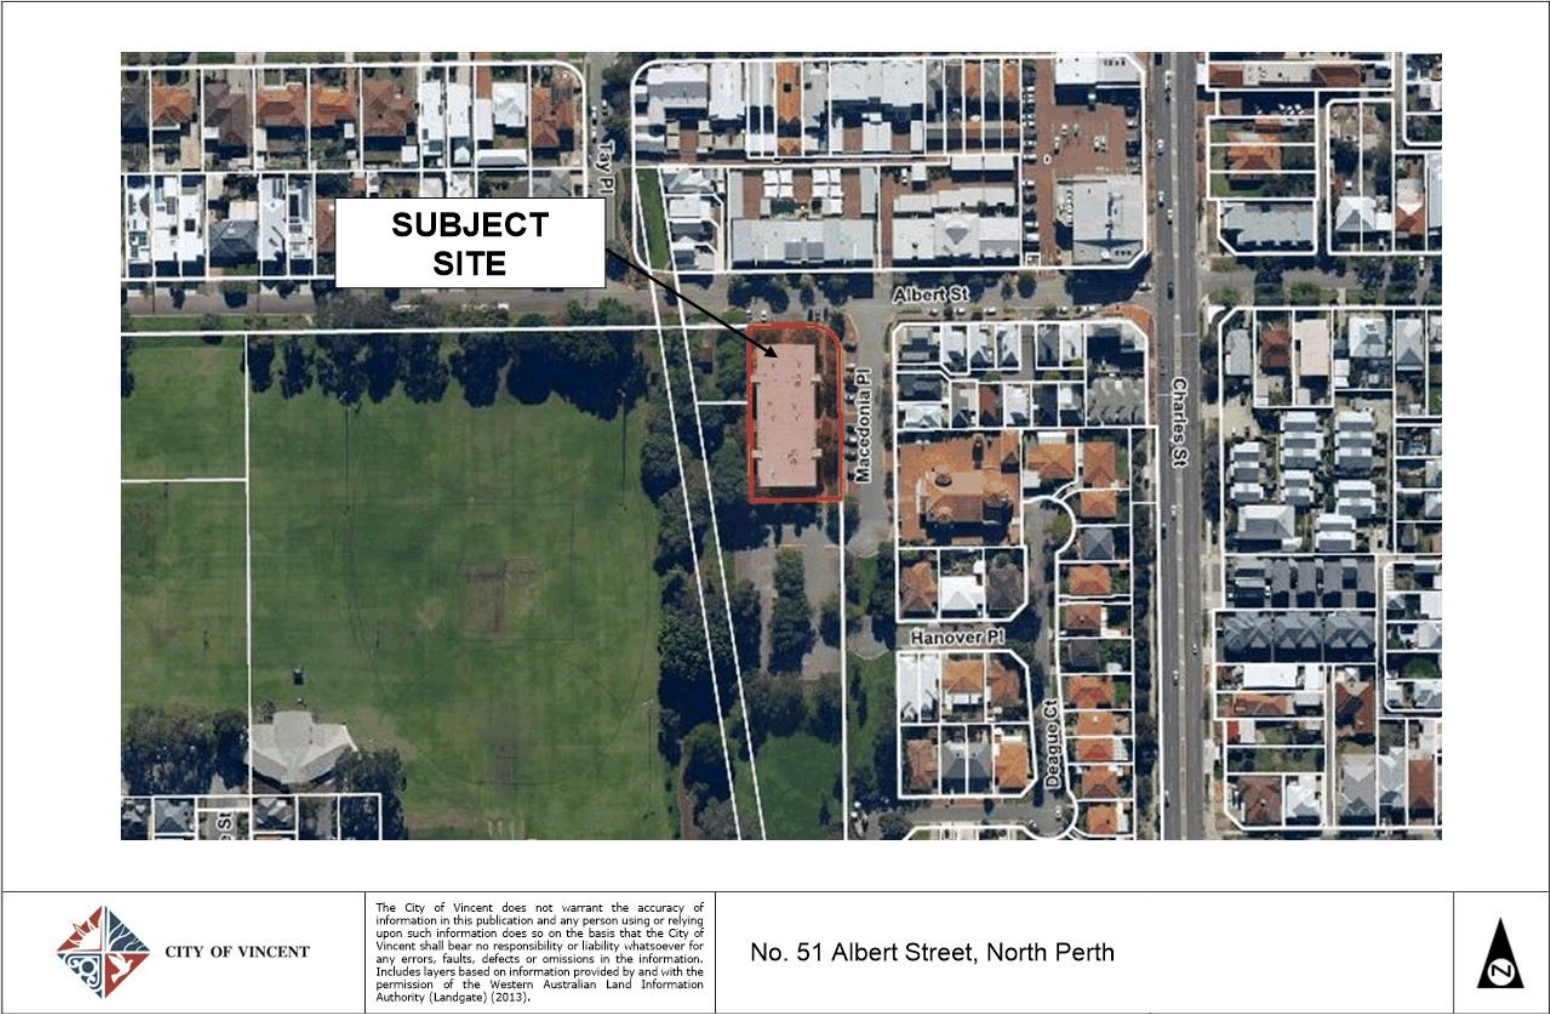 Tay Pl
SUBJECT
SITE
Albert St
Macedonia Pl
Charles St
Hanover Pl
Deague Ct
St
CITY OF VINCENT
The City of Vincent does not warrant the accuracy of
information in this publication and any person using or relying
upon such information does so on the basis that the City of
Vincent shall bear no responsibility or liability whatsoever for
any errors, faults, defects or omissions in the information.
Includes layers based on information provided by and with the
permission of the Western Australian Land Information
Authority (Landgate) (2013).
No. 51 Albert Street, North Perth
N